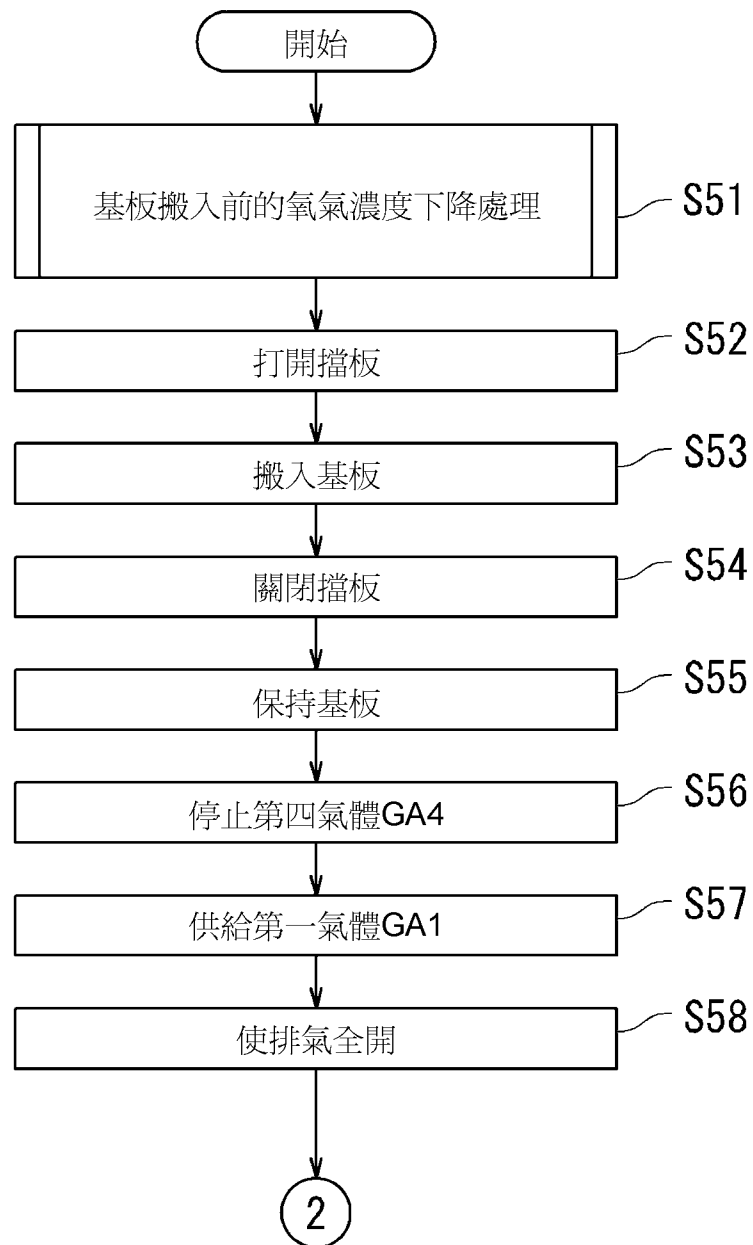 開始
基板搬入前的氧氣濃度下降處理
S51
打開擋板
S52
搬入基板
S53
關閉擋板
S54
保持基板
S55
停止第四氣體GA4
S56
供給第一氣體GA1
S57
使排氣全開
S58
2